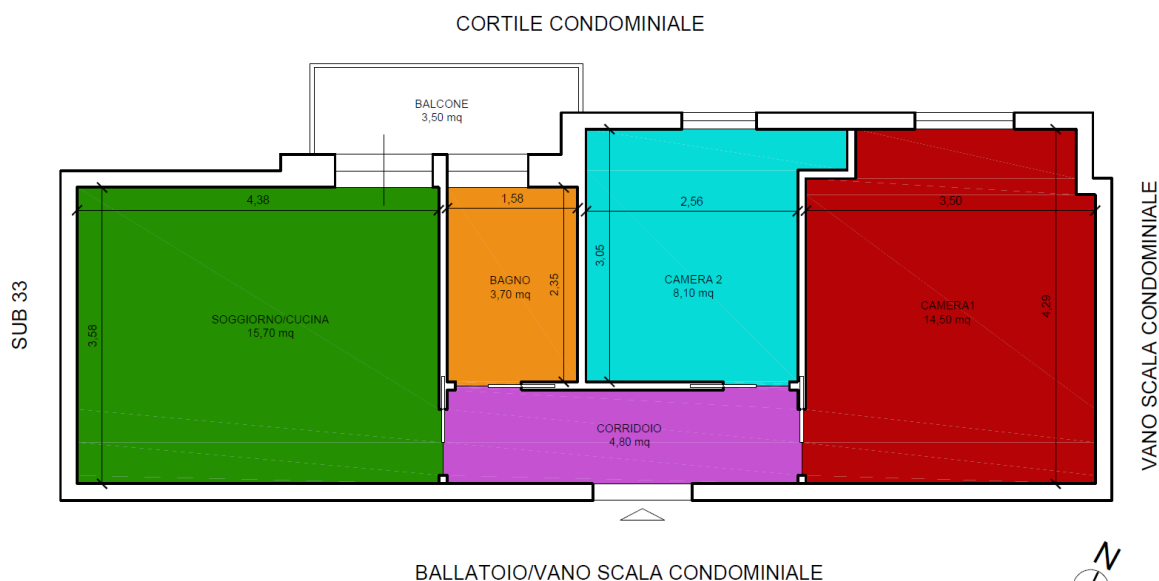 CORTILE CONDOMINIALE
BALCONE
3,50 mq
4,38
1,58
2,56
3,50
3,05
2,35
3,58
4,29
BAGNO
3,70 mq
CAMERA 2
8,10 mq
CAMERA1
14,50 mq
SOGGIORNO/CUCINA
15,70 mq
CORRIDOIO
4,80 mq
SUB 33
VANO SCALA CONDOMINIALE
BALLATOIO/VANO SCALA CONDOMINIALE
N